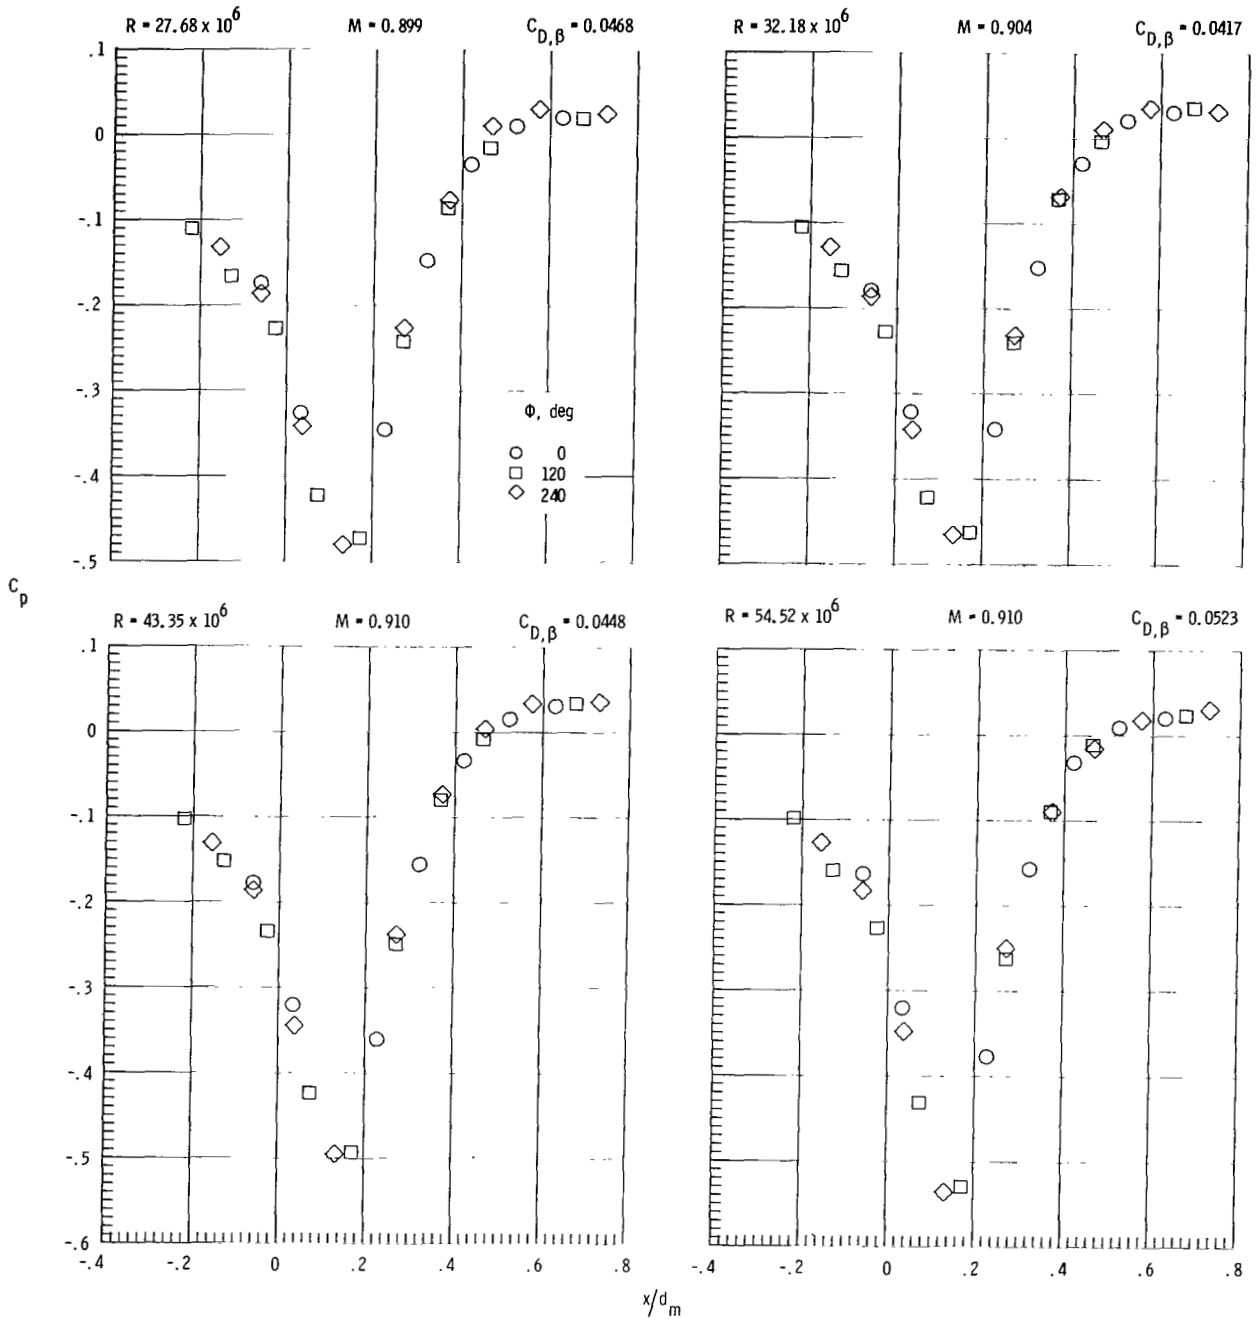 R = 27.68 x 10^6 M = 0.899 C_D,β = 0.0468
R = 32.18 x 10^6 M = 0.904 C_D,β = 0.0417
.1
0
-.1
-.2
-.3
-.4
-.5
Φ, deg
0
120
240
C_p
R = 43.35 x 10^6 M = 0.910 C_D,β = 0.0448
R = 54.52 x 10^6 M = 0.910 C_D,β = 0.0523
.1
0
-.1
-.2
-.3
-.4
-.5
-.6
-.4 -.2 0 .2 .4 .6 .8
-.4 -.2 0 .2 .4 .6 .8
x/d_m